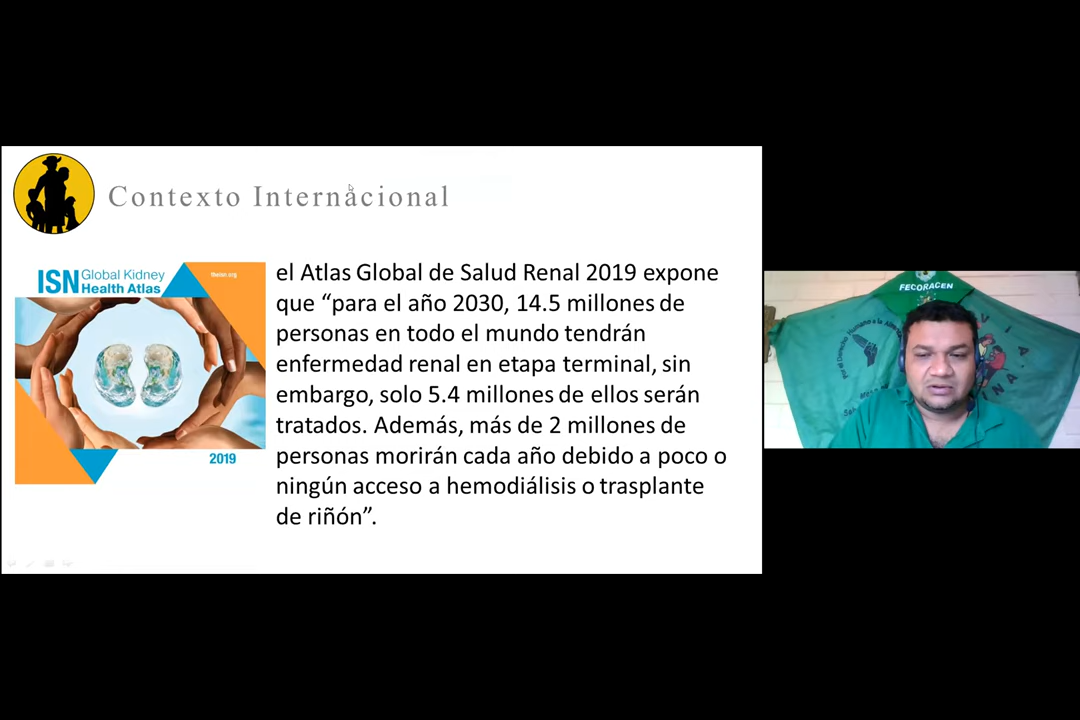 Contexto Internacional
ISN Global Kidney
Health Atlas
theisn.org
2019
el Atlas Global de Salud Renal 2019 expone
que “para el año 2030, 14.5 millones de
personas en todo el mundo tendrán
enfermedad renal en etapa terminal, sin
embargo, solo 5.4 millones de ellos serán
tratados. Además, más de 2 millones de
personas morirán cada año debido a poco o
ningún acceso a hemodiálisis o trasplante
de riñón”.
FECORACEN